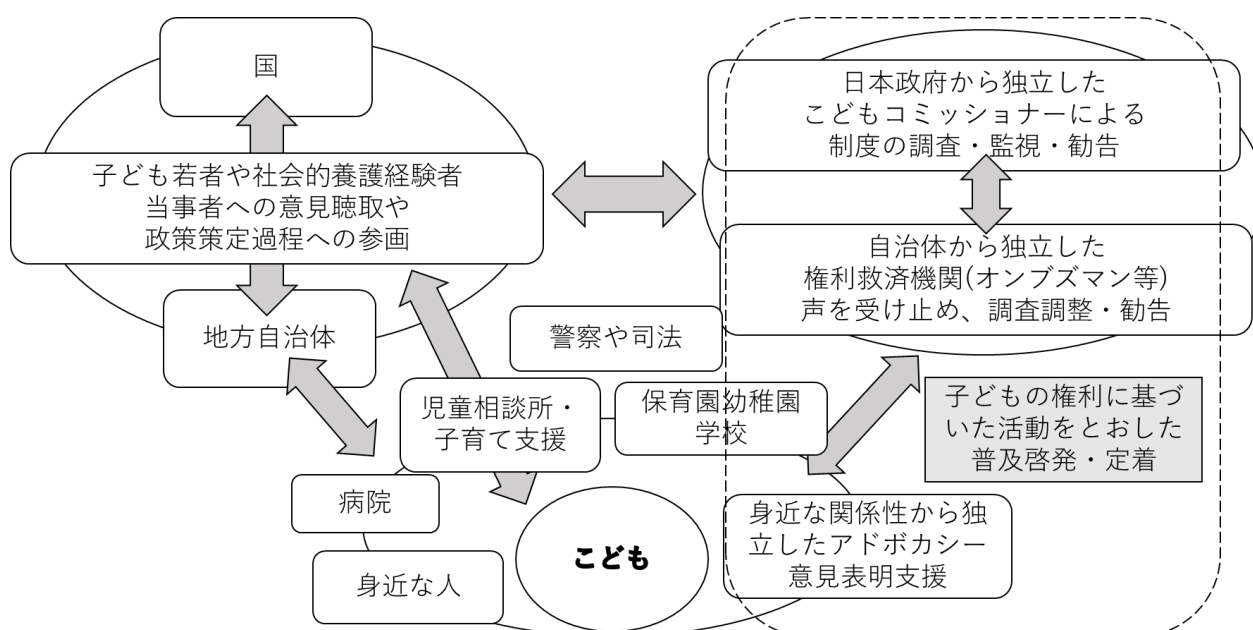 国
子ども若者や社会的養護経験者
当事者への意見聴取や
政策策定過程への参画
地方自治体
日本政府から独立した
こどもコミッショナーによる
制度の調査・監視・勧告
自治体から独立した
権利救済機関(オンブズマン等)
声を受け止め、調査調整・勧告
警察や司法
児童相談所・
子育て支援
保育園幼稚園
学校
子どもの権利に基づ
いた活動をとおした
普及啓発・定着
病院
身近な人
こども
身近な関係性から独
立したアドボカシー
意見表明支援